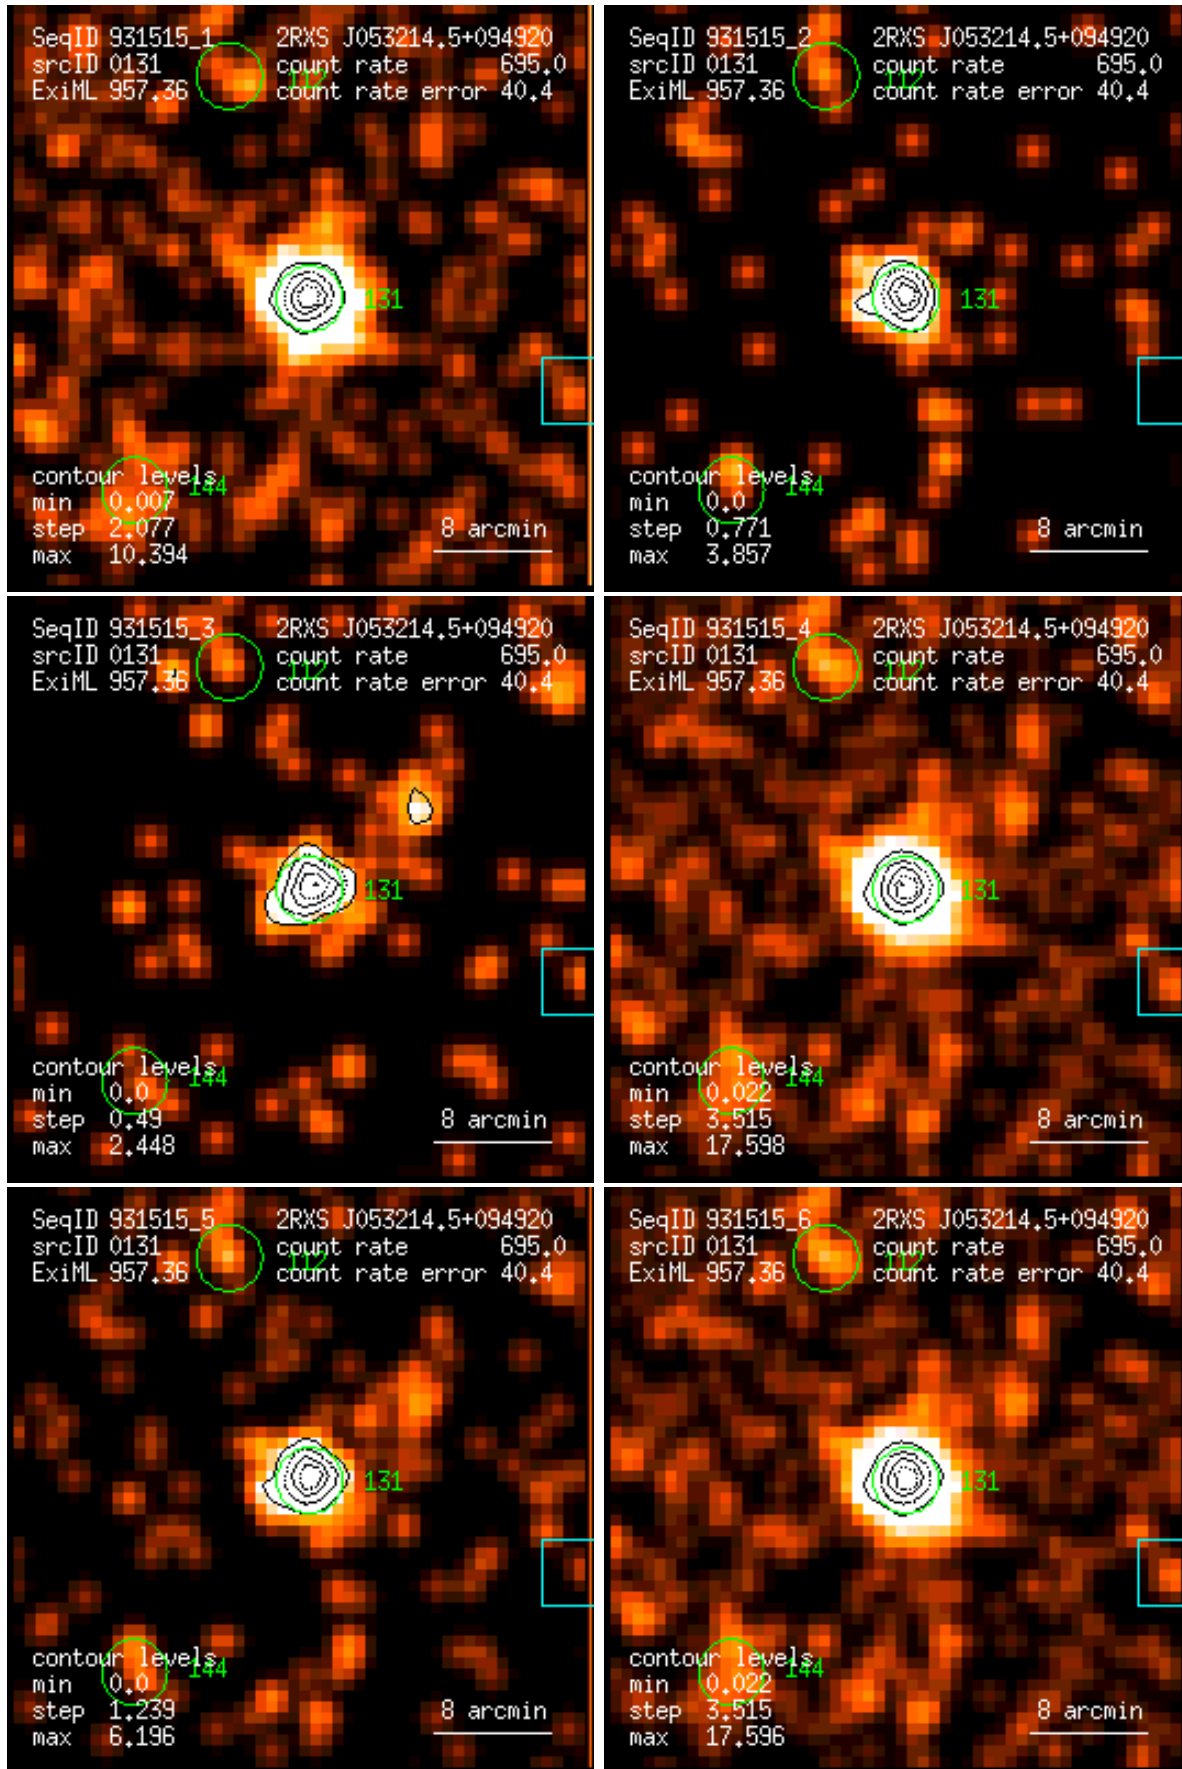 SeqID 931515_1 2RXS J053214.5+094920
srcID 0131 count rate 695.0
ExiML 957.36 count rate error 40.4
112
131
contour levels
144
min 0.007
step 2.077
max 10.394
8 arcmin
SeqID 931515_2 2RXS J053214.5+094920
srcID 0131 count rate 695.0
ExiML 957.36 count rate error 40.4
112
131
contour levels
144
min 0.0
step 0.771
max 3.857
8 arcmin
SeqID 931515_3 2RXS J053214.5+094920
srcID 0131 count rate 695.0
ExiML 957.36 count rate error 40.4
112
131
contour levels
144
min 0.0
step 0.49
max 2.448
8 arcmin
SeqID 931515_4 2RXS J053214.5+094920
srcID 0131 count rate 695.0
ExiML 957.36 count rate error 40.4
112
131
contour levels
144
min 0.022
step 3.515
max 17.598
8 arcmin
SeqID 931515_5 2RXS J053214.5+094920
srcID 0131 count rate 695.0
ExiML 957.36 count rate error 40.4
112
131
contour levels
144
min 0.0
step 1.239
max 6.196
8 arcmin
SeqID 931515_6 2RXS J053214.5+094920
srcID 0131 count rate 695.0
ExiML 957.36 count rate error 40.4
112
131
contour levels
144
min 0.022
step 3.515
max 17.596
8 arcmin